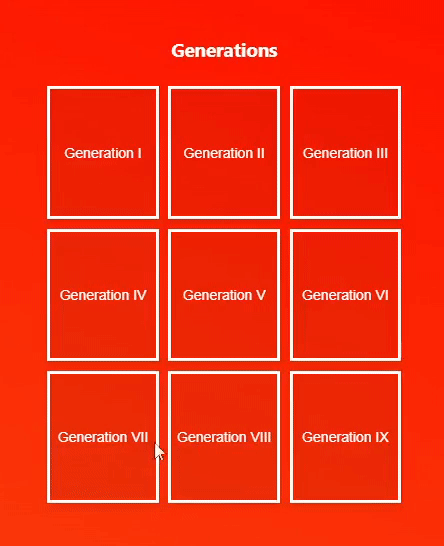 Generations
Generation I
Generation II
Generation III
Generation IV
Generation V
Generation VI
Generation VII
Generation VIII
Generation IX